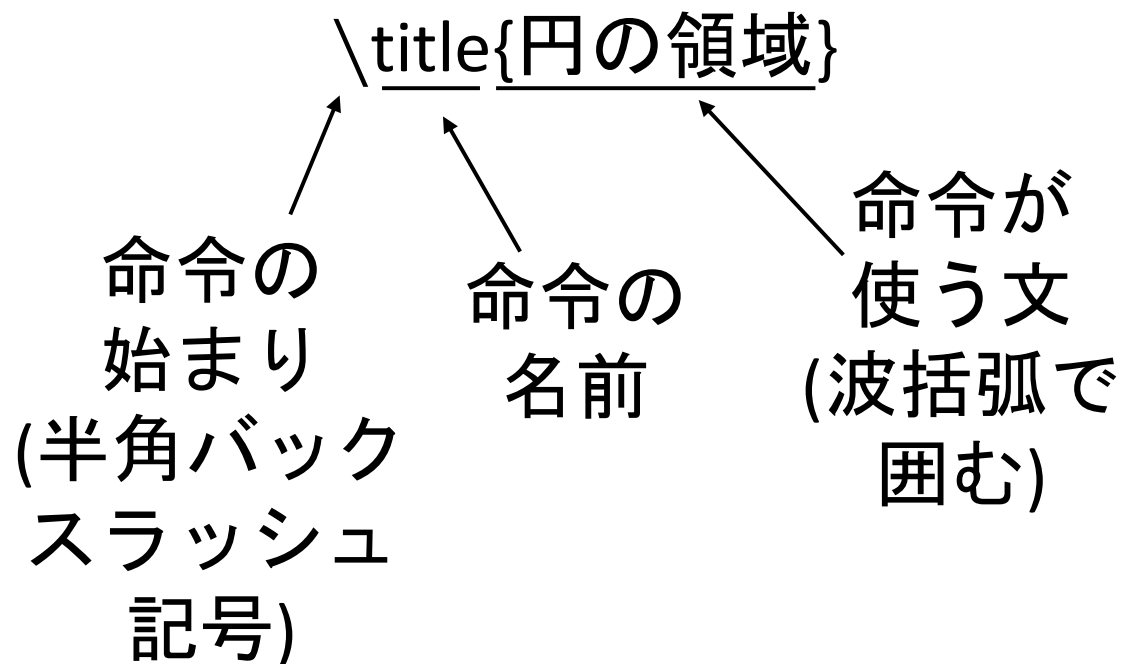 \title{円の領域}
命令の
始まり
(半角バック
スラッシュ
記号)
命令の
名前
命令が
使う文
(波括弧で
囲む)